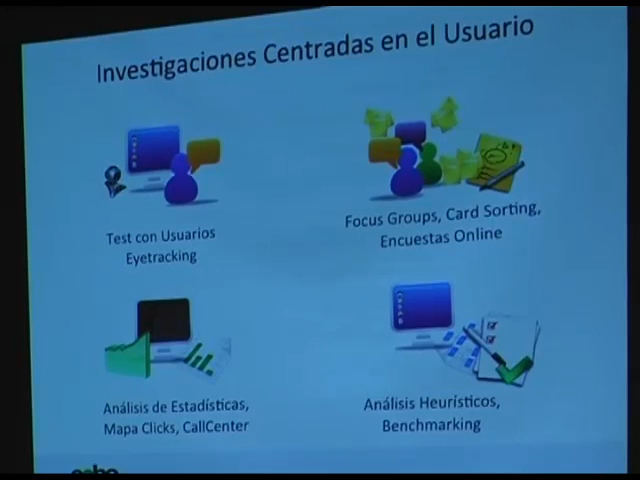 Investigaciones Centradas en el Usuario
Test con Usuarios
Eyetracking
Focus Groups, Card Sorting,
Encuestas Online
Análisis de Estadísticas,
Mapa Clicks, CallCenter
Análisis Heurísticos,
Benchmarking